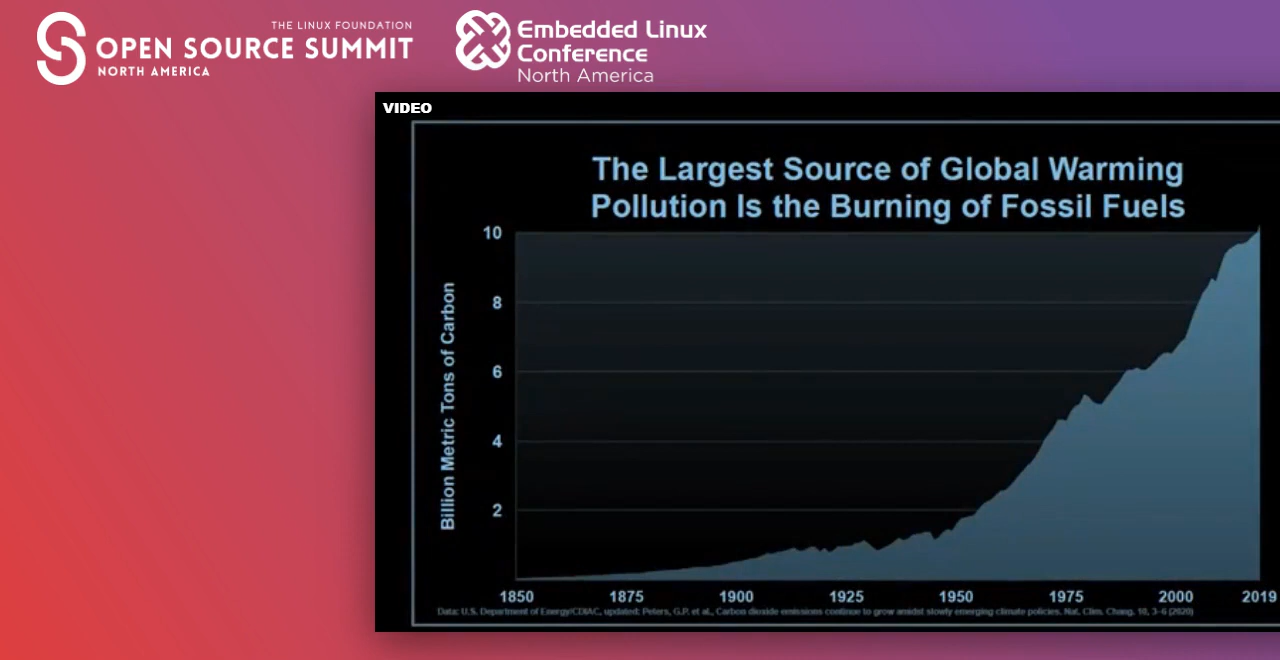 THE LINUX FOUNDATION
OPEN SOURCE SUMMIT
NORTH AMERICA
Embedded Linux
Conference
North America
VIDEO
The Largest Source of Global Warming
Pollution Is the Burning of Fossil Fuels
Billion Metric Tons of Carbon
10
8
6
4
2
1850 1875 1900 1925 1950 1975 2000 2019
Data: U.S. Department of Energy/CDIAC, updated: Peters, G.P. et al., Carbon dioxide emissions continue to grow amidst slowly emerging climate policies. Nat. Clim. Chang. 10, 3–6 (2020)